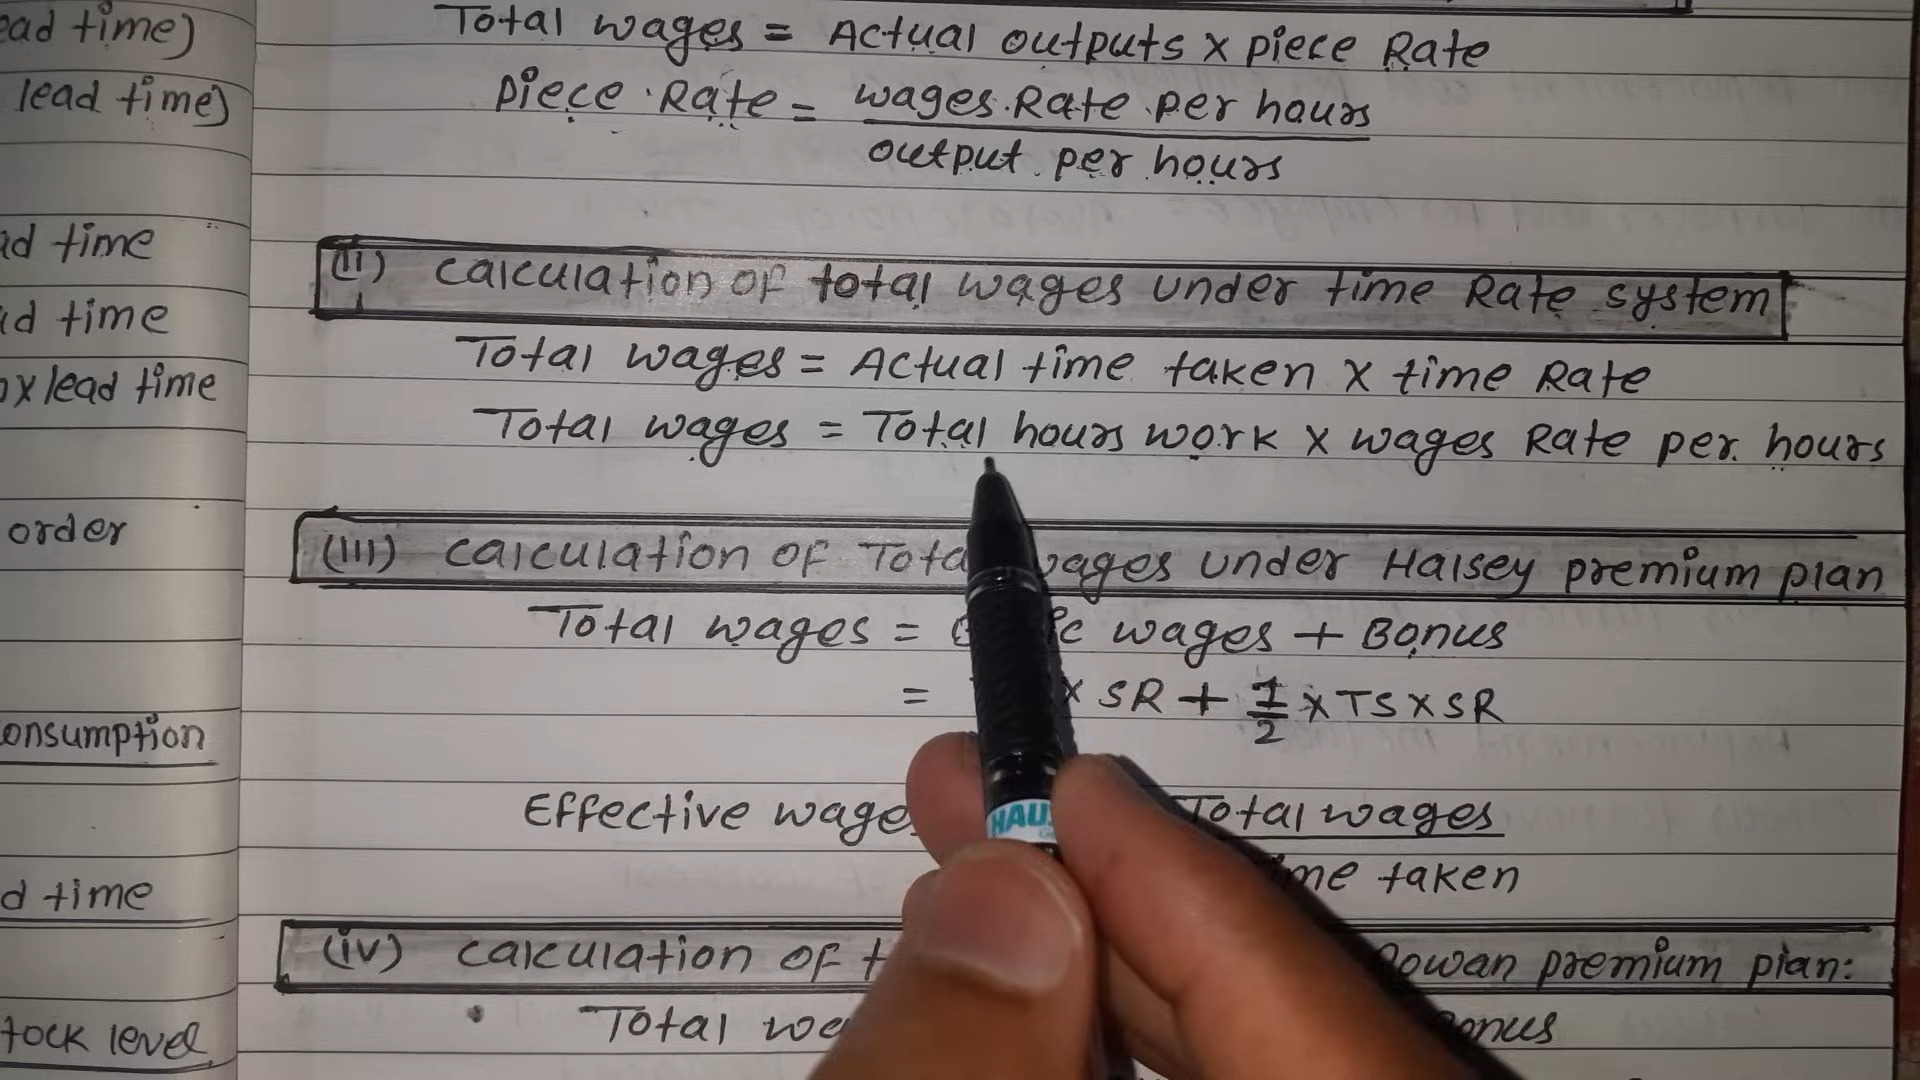 ead time)
lead time)
ad time
ad time
x lead time
order
onsumption
d time
tock level
Total wages = Actual outputs x piece Rate
Piece Rate = wages Rate per hours
output per hours
(ii) calculation of total wages under time Rate system
Total wages = Actual time taken x time Rate
Total wages = Total hours work x wages Rate per hours
(iii) calculation of Tota wages under Halsey premium plan
Total wages = wages + Bonus
= x SR + 1/2 x TS x SR
Effective wage Total wages
me taken
(iv) calculation of t Rowan premium plan:
Total wa onus
HAU